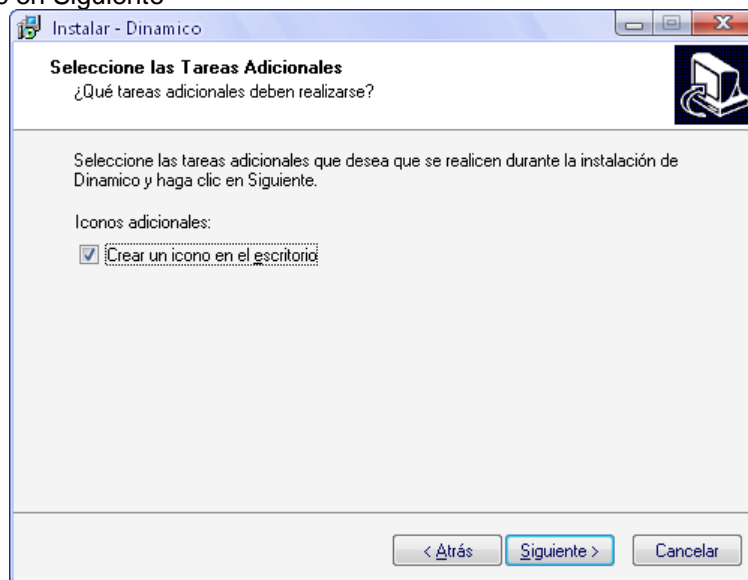 en Siguiente
Instalar - Dinamico
Seleccione las Tareas Adicionales
¿Qué tareas adicionales deben realizarse?
Seleccione las tareas adicionales que desea que se realicen durante la instalación de
Dinamico y haga clic en Siguiente.
Iconos adicionales:
Crear un icono en el escritorio
< Atrás
Siguiente >
Cancelar